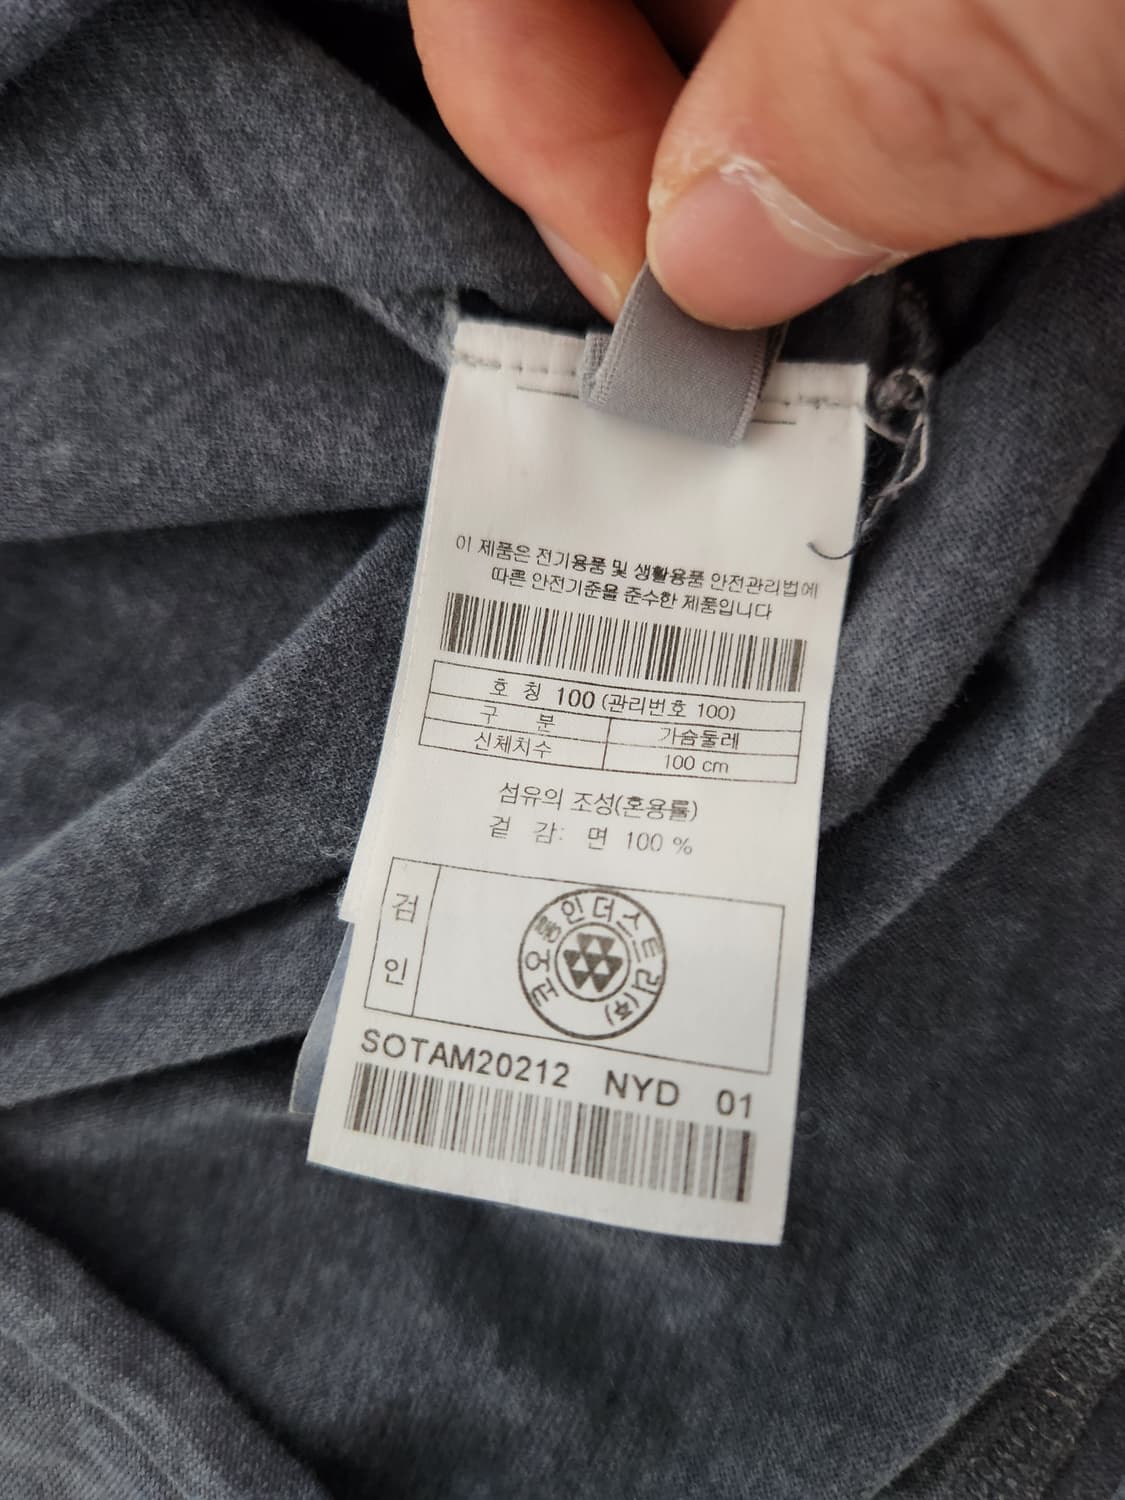 이 제품은 전기용품 및 생활용품 안전관리법에
따른 안전기준을 준수한 제품입니다
호 칭 100 (관리번호 100)
구 분 가슴둘레
신체치수 100 cm
섬유의 조성(혼용률)
겉 감: 면 100 %
검 인
코오롱인더스트리(주)
SOTAM20212 NYD 01